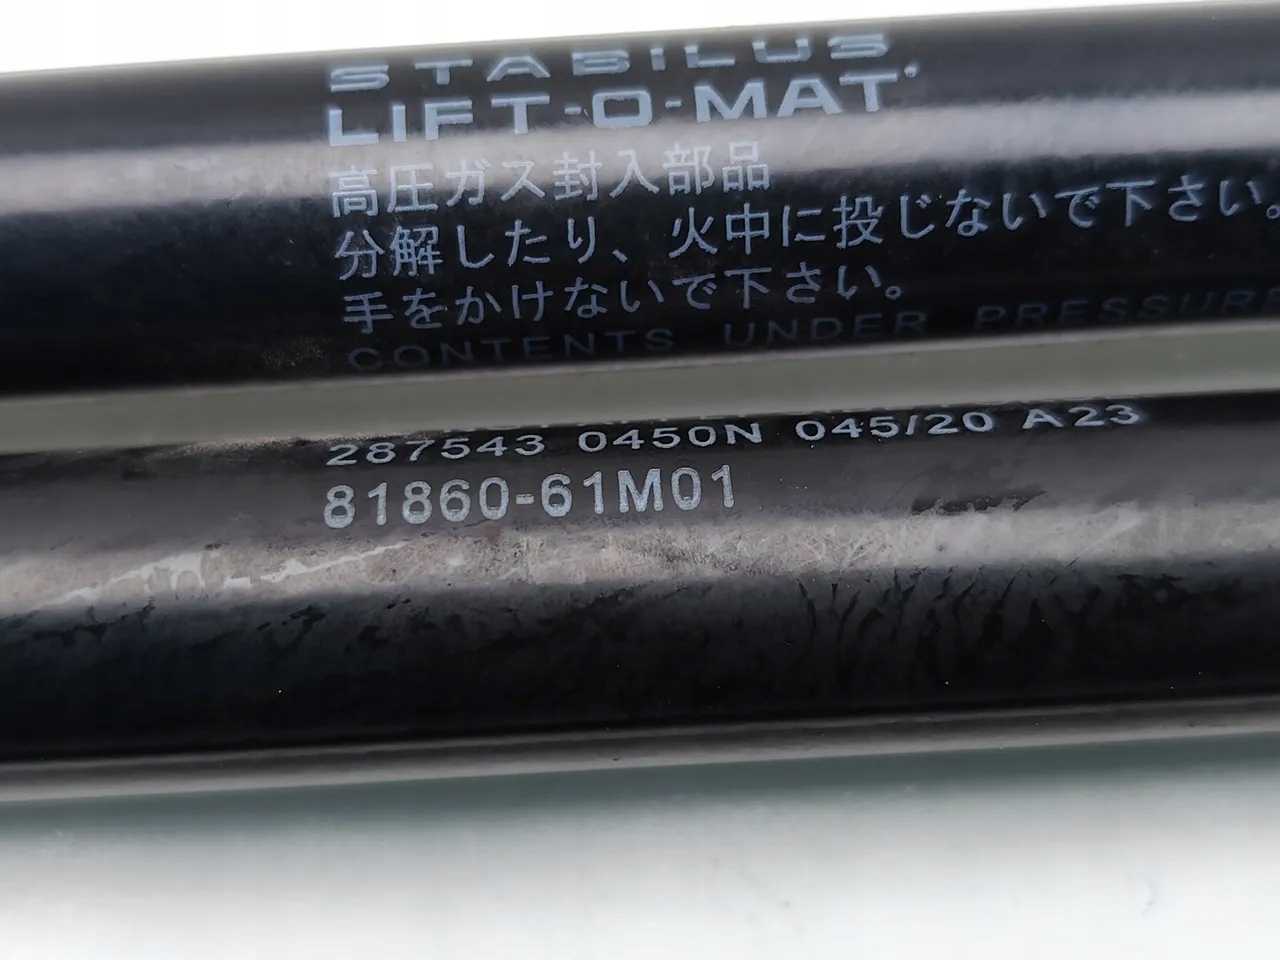 STABILUS
LIFT-O-MAT
高圧ガス封入部品
分解したり、火中に投じないで下さい。
手をかけないで下さい。
CONTENTS UNDER PRESSURE
287543 0450N 045/20 A23
81860-61M01